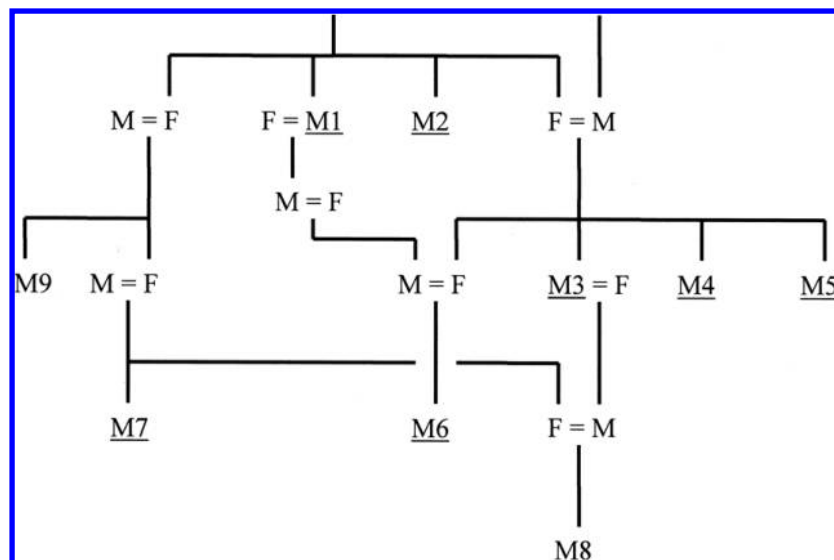 M = F F = M1 M2 F = M
M = F
M9 M = F M = F M3 = F M4 M5
M7 M6 F = M
M8